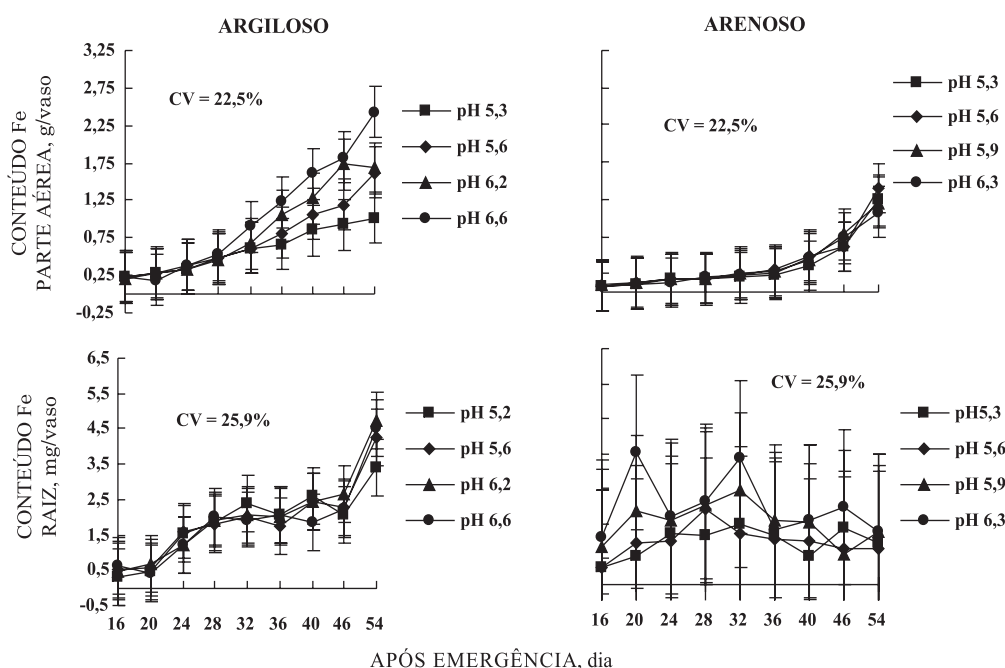 ARGILOSO
ARENOSO
CONTEÚDO Fe
PARTE AÉREA, g/vaso
3,25
2,75
2,25
1,75
1,25
0,75
0,25
-0,25
CV = 22,5%
pH 5,3
pH 5,6
pH 6,2
pH 6,6
CV = 22,5%
pH 5,3
pH 5,6
pH 5,9
pH 6,3
CONTEÚDO Fe
RAIZ, mg/vaso
6,5
5,5
4,5
3,5
2,5
1,5
0,5
-0,5
CV = 25,9%
pH 5,2
pH 5,6
pH 6,2
pH 6,6
CV = 25,9%
pH5,3
pH 5,6
pH 5,9
pH 6,3
16 20 24 28 32 36 40 46 54
16 20 24 28 32 36 40 46 54
APÓS EMERGÊNCIA, dia